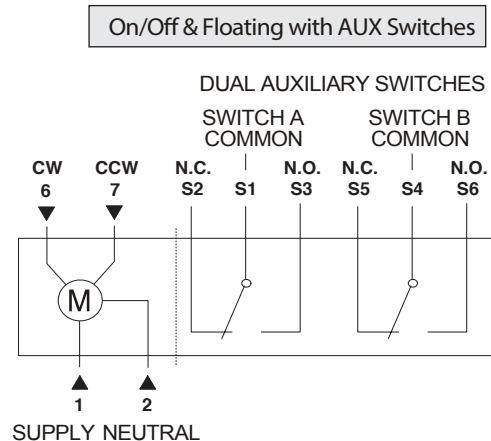 On/Off & Floating with AUX Switches
DUAL AUXILIARY SWITCHES
SWITCH A SWITCH B
COMMON COMMON
CW CCW N.C. N.O. N.C. N.O.
6 7 S2 S1 S3 S5 S4 S6
M
1 2
SUPPLY NEUTRAL